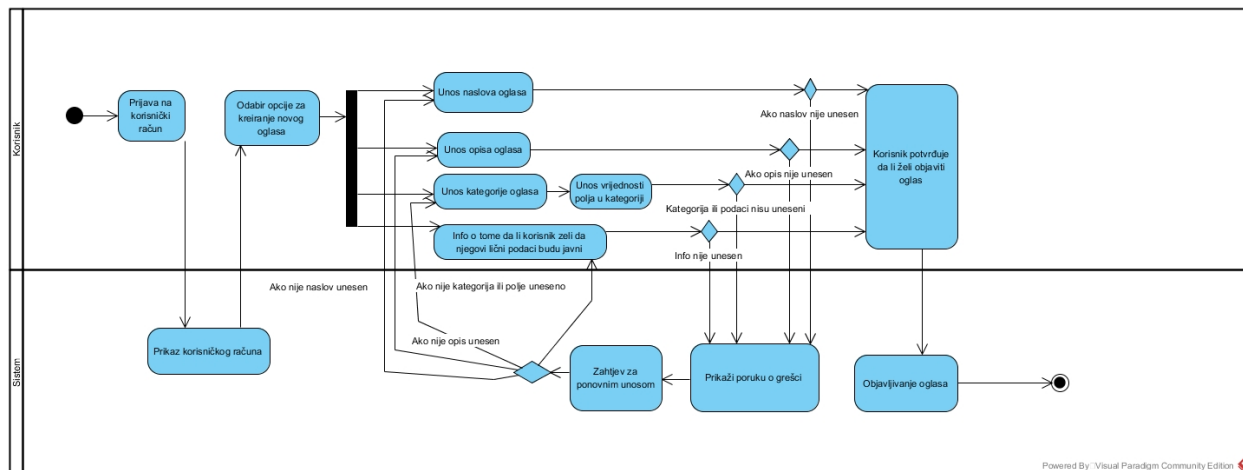 Korisnik
Prijava na
korisnički
račun
Odabir opcije za
kreiranje novog
oglasa
Unos naslova oglasa
Ako naslov nije unesen
Unos opisa oglasa
Ako opis nije unesen
Unos kategorije oglasa
Unos vrijednosti
polja u kategoriji
Kategorija ili podaci nisu uneseni
Info o tome da li korisnik zeli da
njegovi lični podaci budu javni
Info nije unesen
Korisnik potvrđuje
da li želi objaviti
oglas
Sistem
Ako nije naslov unesen
Ako nije kategorija ili polje uneseno
Ako nije opis unesen
Prikaz korisničkog računa
Zahtjev za
ponovnim unosom
Prikaži poruku o grešci
Objavljivanje oglasa
Powered By Visual Paradigm Community Edition